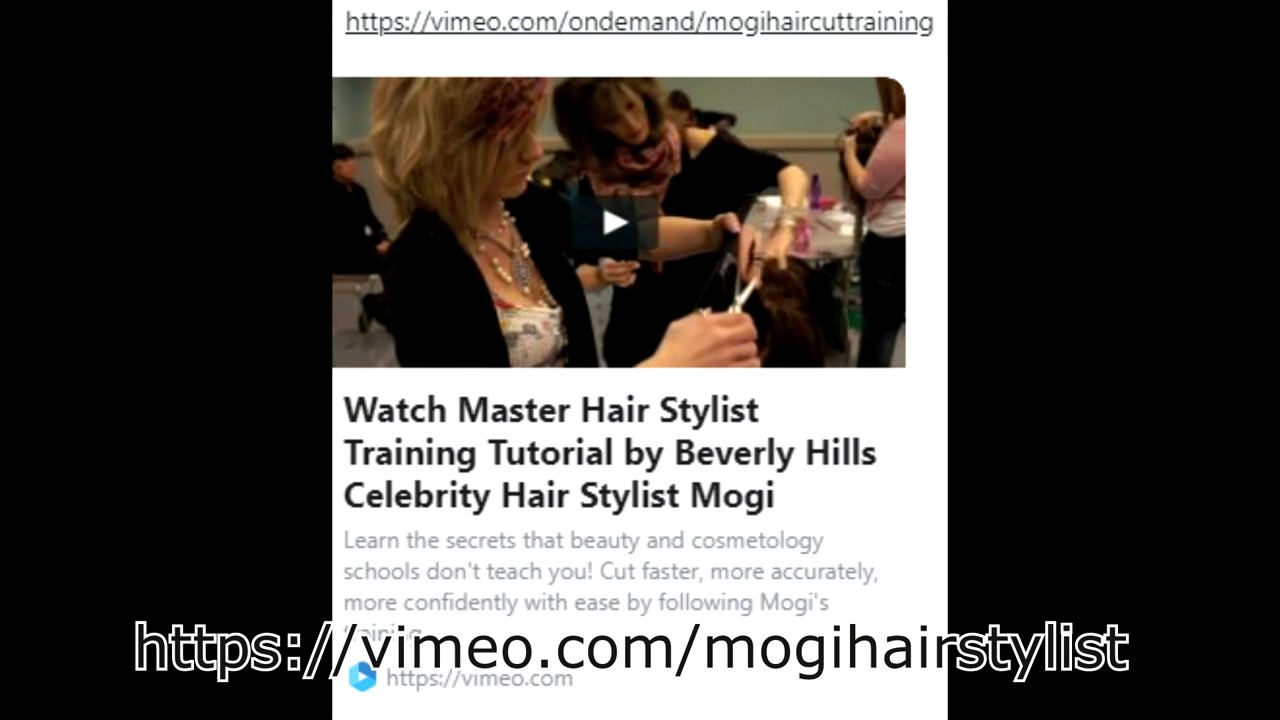 https://vimeo.com/ondemand/mogihaircuttraining
Watch Master Hair Stylist
Training Tutorial by Beverly Hills
Celebrity Hair Stylist Mogi
Learn the secrets that beauty and cosmetology
schools don't teach you! Cut faster, more accurately,
more confidently with ease by following Mogi's
training.
https://vimeo.com/mogihairstylist
https://vimeo.com